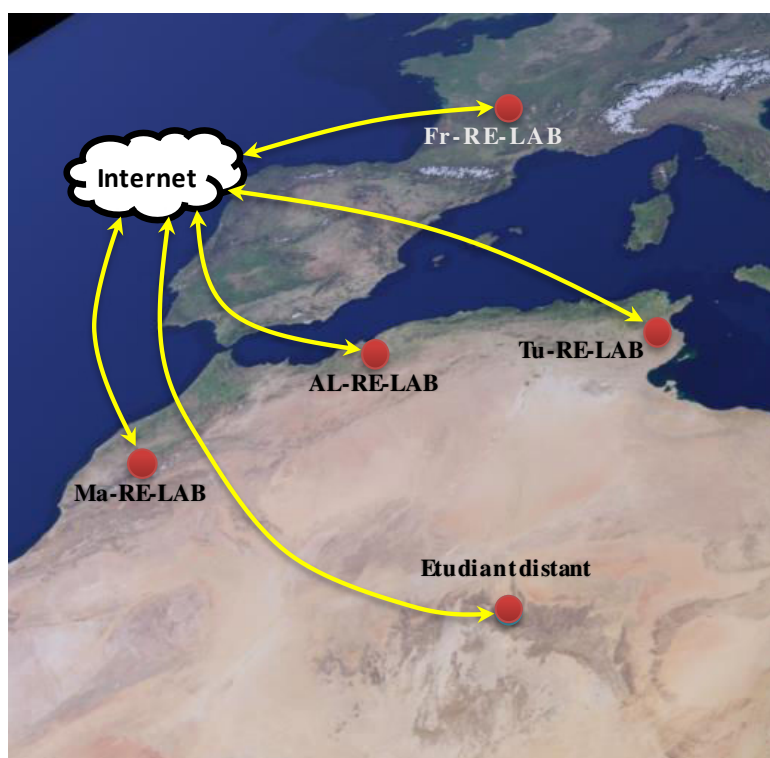 Fr-RE-LAB
Internet
Tu-RE-LAB
AL-RE-LAB
Ma-RE-LAB
Etudiant distant